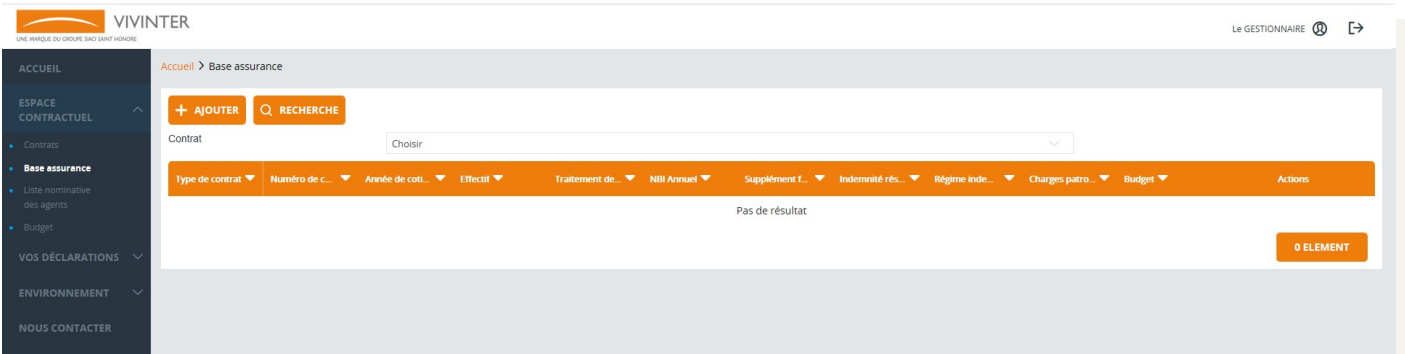 VIVINTER
UNE MARQUE DU GROUPE SIACI SAINT HONORE
Le GESTIONNAIRE
ACCUEIL
ESPACE
CONTRACTUEL
Contrats
Base assurance
Liste nominative
des agents
Budget
VOS DÉCLARATIONS
ENVIRONNEMENT
NOUS CONTACTER
Accueil > Base assurance
+ AJOUTER RECHERCHE
Contrat Choisir
Type de contrat Numéro de c... Année de coti... Effectif Traitement de... NBI Annuel Supplément f... Indemnité rés... Régime inde... Charges patro... Budget Actions
Pas de résultat
0 ELEMENT